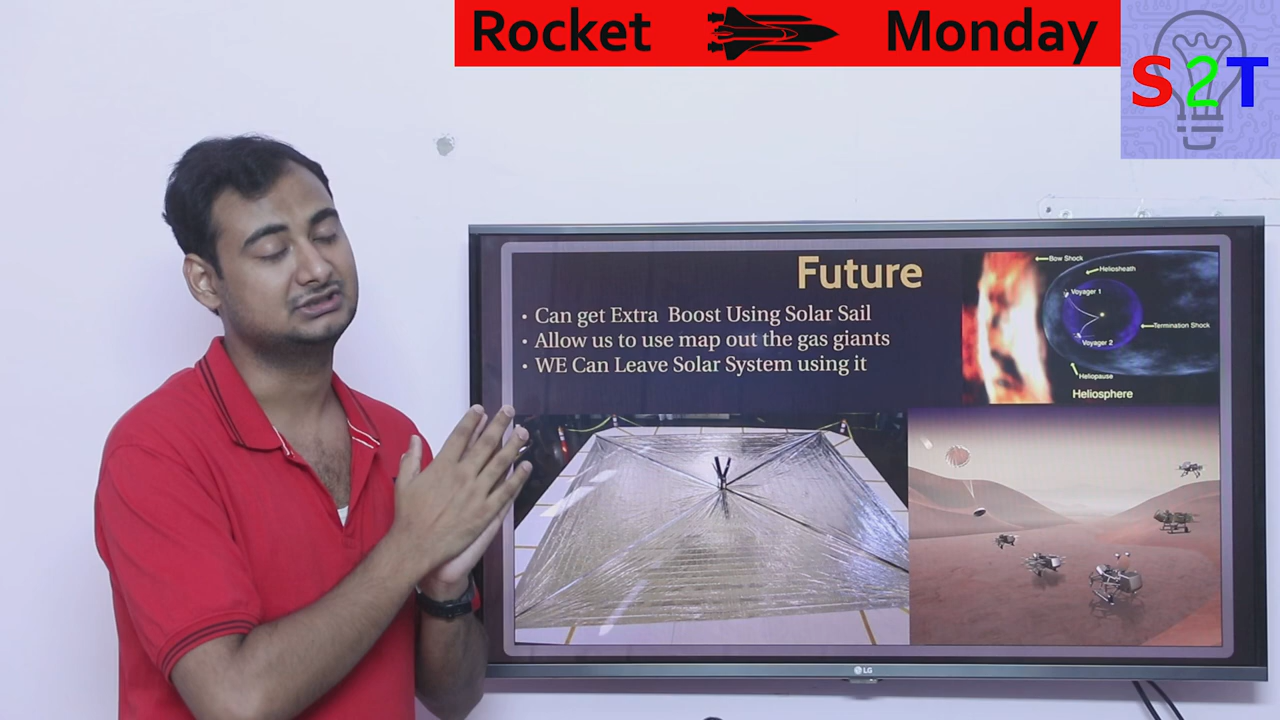 Rocket Monday
S2T
Future
• Can get Extra Boost Using Solar Sail
• Allow us to use map out the gas giants
• WE Can Leave Solar System using it
Bow Shock
Heliosheath
Voyager 1
Termination Shock
Voyager 2
Heliopause
Heliosphere
LG